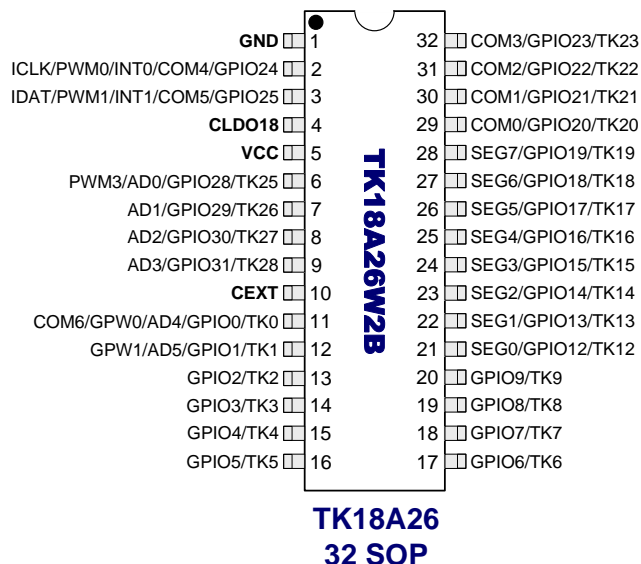 GND 1 32 COM3/GPIO23/TK23
ICLK/PWM0/INT0/COM4/GPIO24 2 31 COM2/GPIO22/TK22
IDAT/PWM1/INT1/COM5/GPIO25 3 30 COM1/GPIO21/TK21
CLDO18 4 29 COM0/GPIO20/TK20
VCC 5 28 SEG7/GPIO19/TK19
PWM3/AD0/GPIO28/TK25 6 27 SEG6/GPIO18/TK18
AD1/GPIO29/TK26 7 26 SEG5/GPIO17/TK17
AD2/GPIO30/TK27 8 25 SEG4/GPIO16/TK16
AD3/GPIO31/TK28 9 24 SEG3/GPIO15/TK15
CEXT 10 23 SEG2/GPIO14/TK14
COM6/GPW0/AD4/GPIO0/TK0 11 22 SEG1/GPIO13/TK13
GPW1/AD5/GPIO1/TK1 12 21 SEG0/GPIO12/TK12
GPIO2/TK2 13 20 GPIO9/TK9
GPIO3/TK3 14 19 GPIO8/TK8
GPIO4/TK4 15 18 GPIO7/TK7
GPIO5/TK5 16 17 GPIO6/TK6
TK18A26W2B
TK18A26
32 SOP